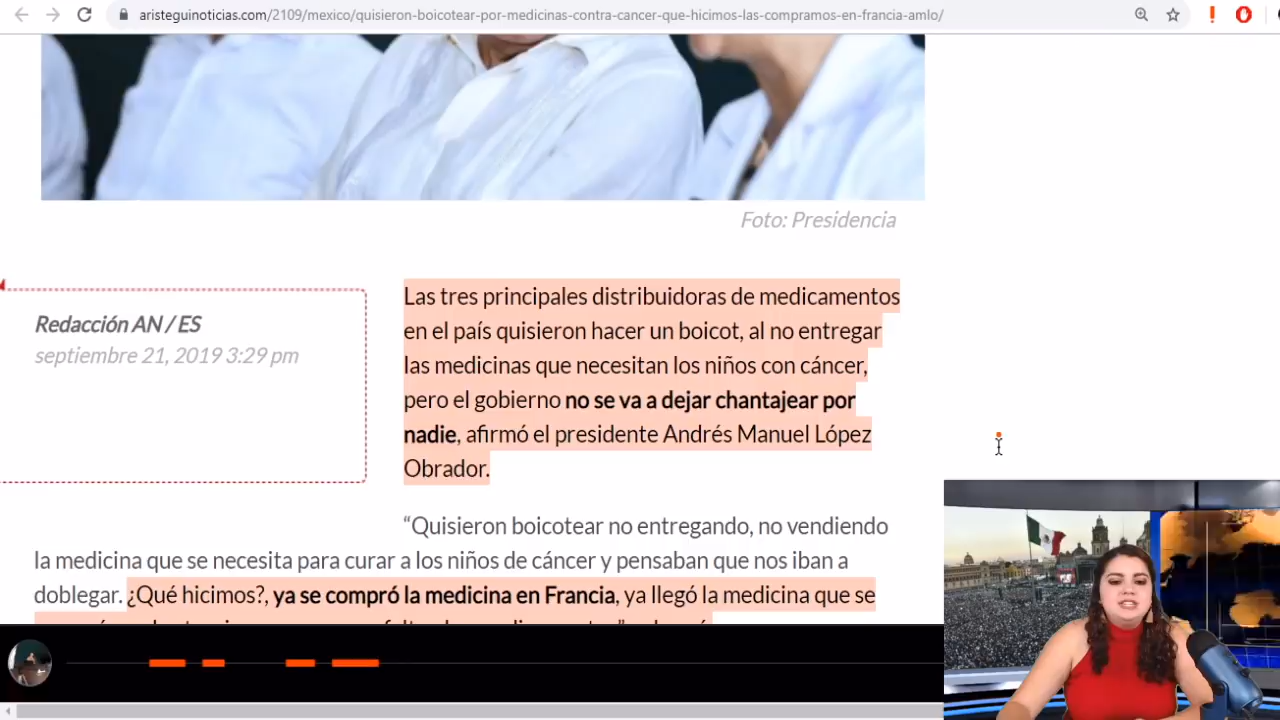 aristeguinoticias.com/2109/mexico/quisieron-boicotear-por-medicinas-contra-cancer-que-hicimos-las-compramos-en-francia-amlo/
Foto: Presidencia
Redacción AN / ES
septiembre 21, 2019 3:29 pm
Las tres principales distribuidoras de medicamentos
en el país quisieron hacer un boicot, al no entregar
las medicinas que necesitan los niños con cáncer,
pero el gobierno no se va a dejar chantajear por
nadie, afirmó el presidente Andrés Manuel López
Obrador.
“Quisieron boicotear no entregando, no vendiendo
la medicina que se necesita para curar a los niños de cáncer y pensaban que nos iban a
doblegar. ¿Qué hicimos?, ya se compró la medicina en Francia, ya llegó la medicina que se